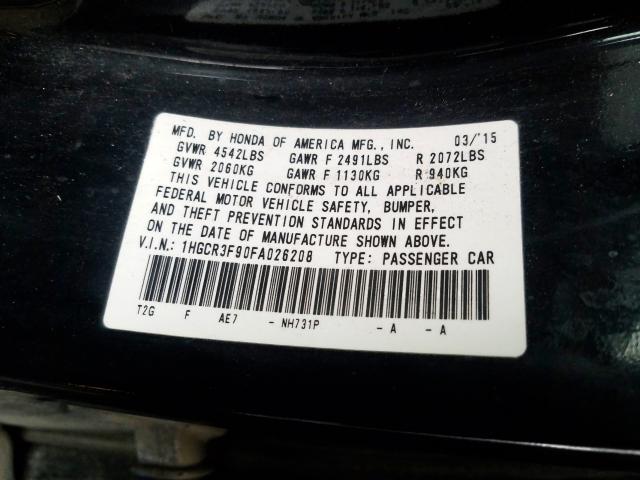 MFD. BY HONDA OF AMERICA MFG., INC. 03/'15
GVWR 4542LBS GAWR F 2491LBS R 2072LBS
GVWR 2060KG GAWR F 1130KG R 940KG
THIS VEHICLE CONFORMS TO ALL APPLICABLE
FEDERAL MOTOR VEHICLE SAFETY, BUMPER,
AND THEFT PREVENTION STANDARDS IN EFFECT
ON THE DATE OF MANUFACTURE SHOWN ABOVE.
V.I.N.: 1HGCR3F90FA026208 TYPE: PASSENGER CAR
T2G F AE7 - NH731P - A - A